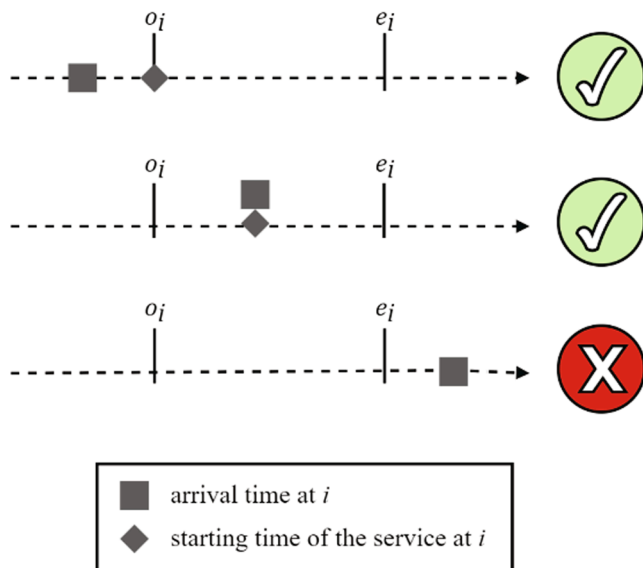 o_i e_i
o_i e_i
o_i e_i
X
arrival time at i
starting time of the service at i